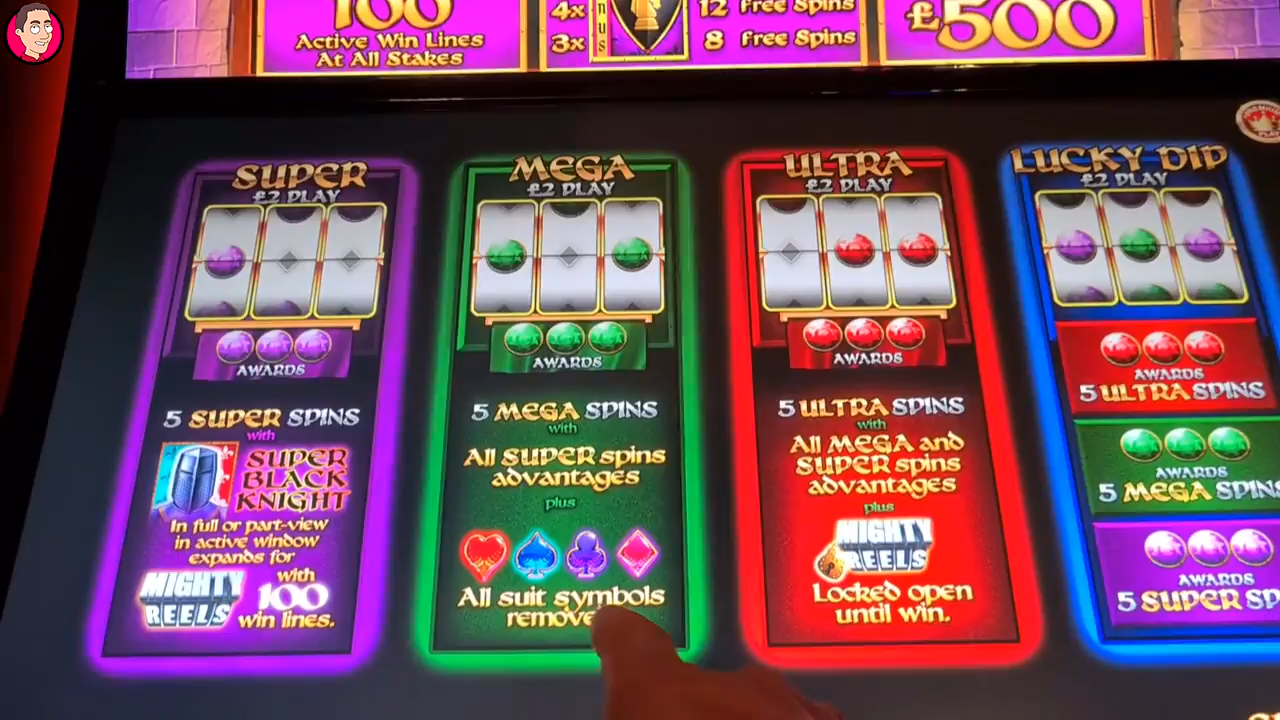 100
Active Win Lines
At All Stakes
4x
3x
12 Free Spins
8 Free Spins
£500
SUPER
£2 PLAY
AWARDS
5 SUPER SPINS
with
SUPER
BLACK
KNIGHT
In full or part-view
in active window
expands for
MIGHTY
REELS
with
100
win lines.
MEGA
£2 PLAY
AWARDS
5 MEGA SPINS
with
All SUPER spins
advantages
plus
All suit symbols
remove
ULTRA
£2 PLAY
AWARDS
5 ULTRA SPINS
with
All MEGA and
SUPER spins
advantages
plus
MIGHTY
REELS
Locked open
until win.
LUCKY DIP
£2 PLAY
AWARDS
5 ULTRA SPINS
AWARDS
5 MEGA SPINS
AWARDS
5 SUPER SP